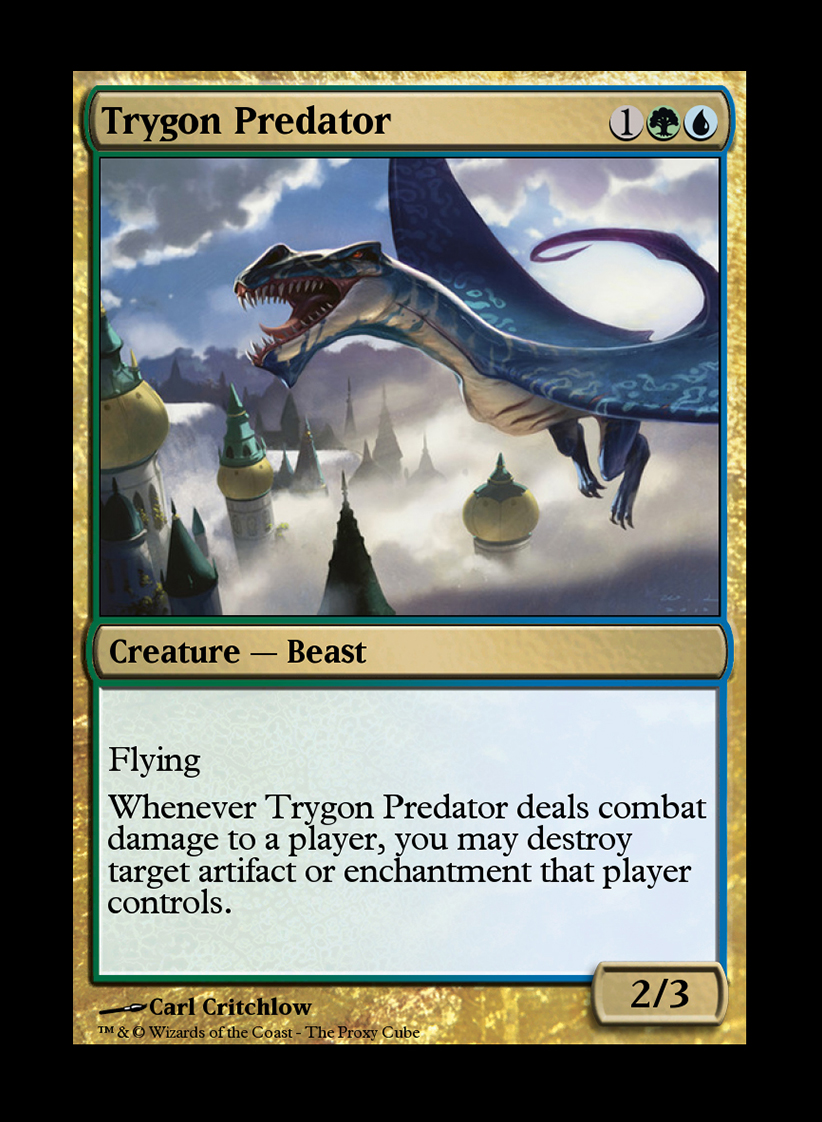 Trygon Predator 1
Creature — Beast
Flying
Whenever Trygon Predator deals combat
damage to a player, you may destroy
target artifact or enchantment that player
controls.
2/3
Carl Critchlow
™ & © Wizards of the Coast - The Proxy Cube